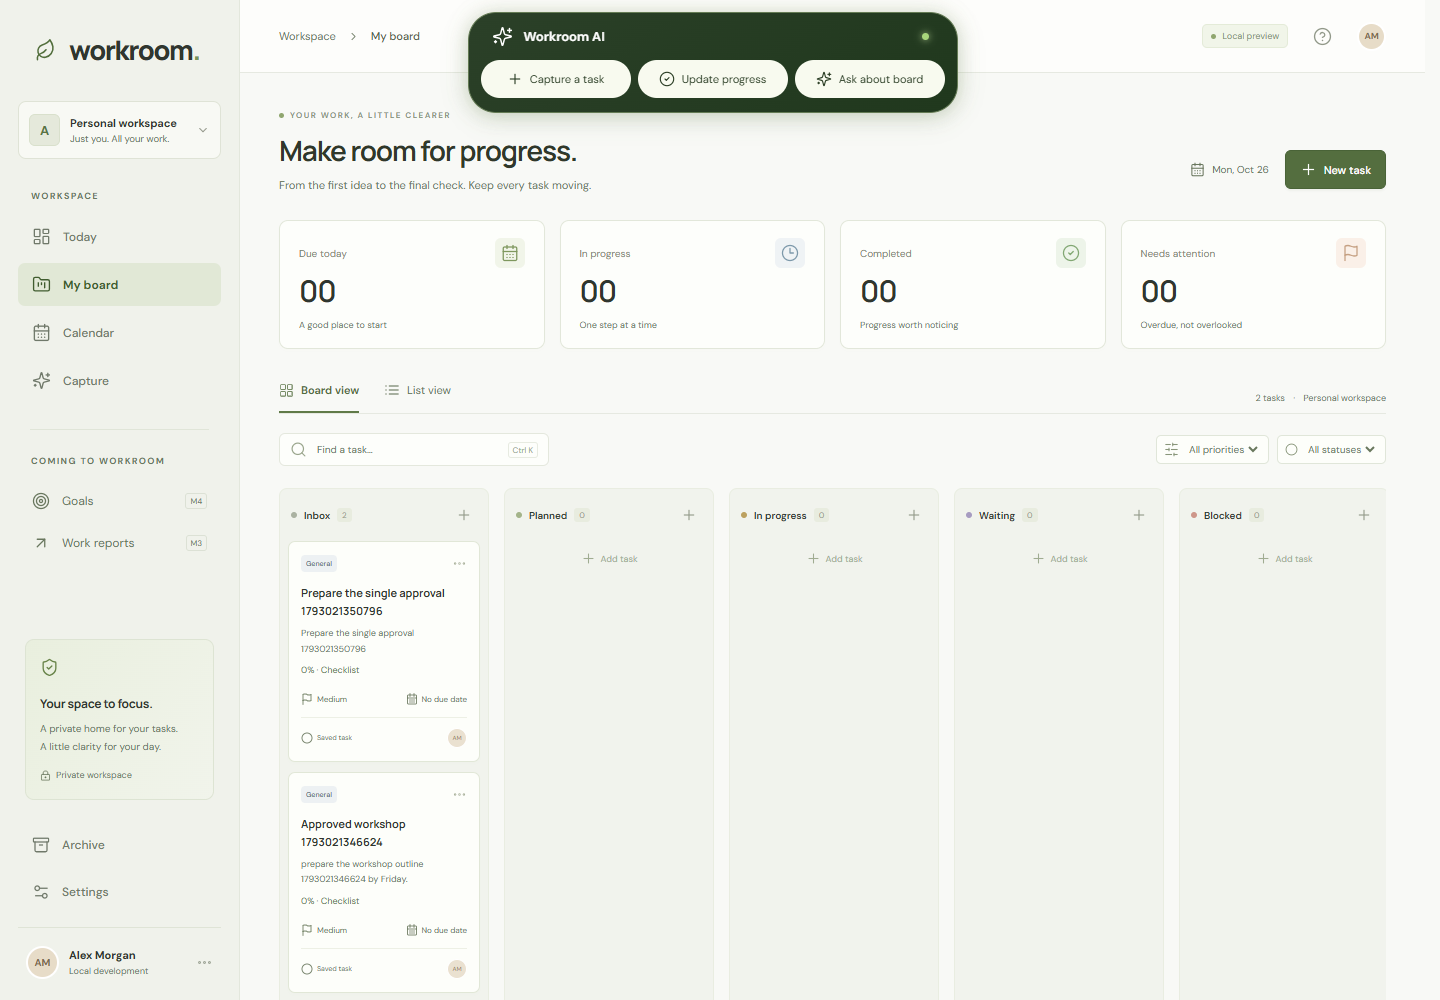 workroom.
A
Personal workspace
Just you. All your work.
WORKSPACE
Today
My board
Calendar
Capture
COMING TO WORKROOM
Goals M4
Work reports M3
Your space to focus.
A private home for your tasks.
A little clarity for your day.
Private workspace
Archive
Settings
AM
Alex Morgan
Local development
Workspace > My board
Workroom AI
Capture a task
Update progress
Ask about board
Local preview
AM
YOUR WORK, A LITTLE CLEARER
Make room for progress.
From the first idea to the final check. Keep every task moving.
Mon, Oct 26
New task
Due today
00
A good place to start
In progress
00
One step at a time
Completed
00
Progress worth noticing
Needs attention
00
Overdue, not overlooked
Board view
List view
2 tasks · Personal workspace
Find a task...
Ctrl K
All priorities
All statuses
Inbox 2
General
Prepare the single approval
1793021350796
Prepare the single approval
1793021350796
0% · Checklist
Medium
No due date
Saved task
AM
General
Approved workshop
1793021346624
prepare the workshop outline
1793021346624 by Friday.
0% · Checklist
Medium
No due date
Saved task
AM
Planned 0
Add task
In progress 0
Add task
Waiting 0
Add task
Blocked 0
Add task